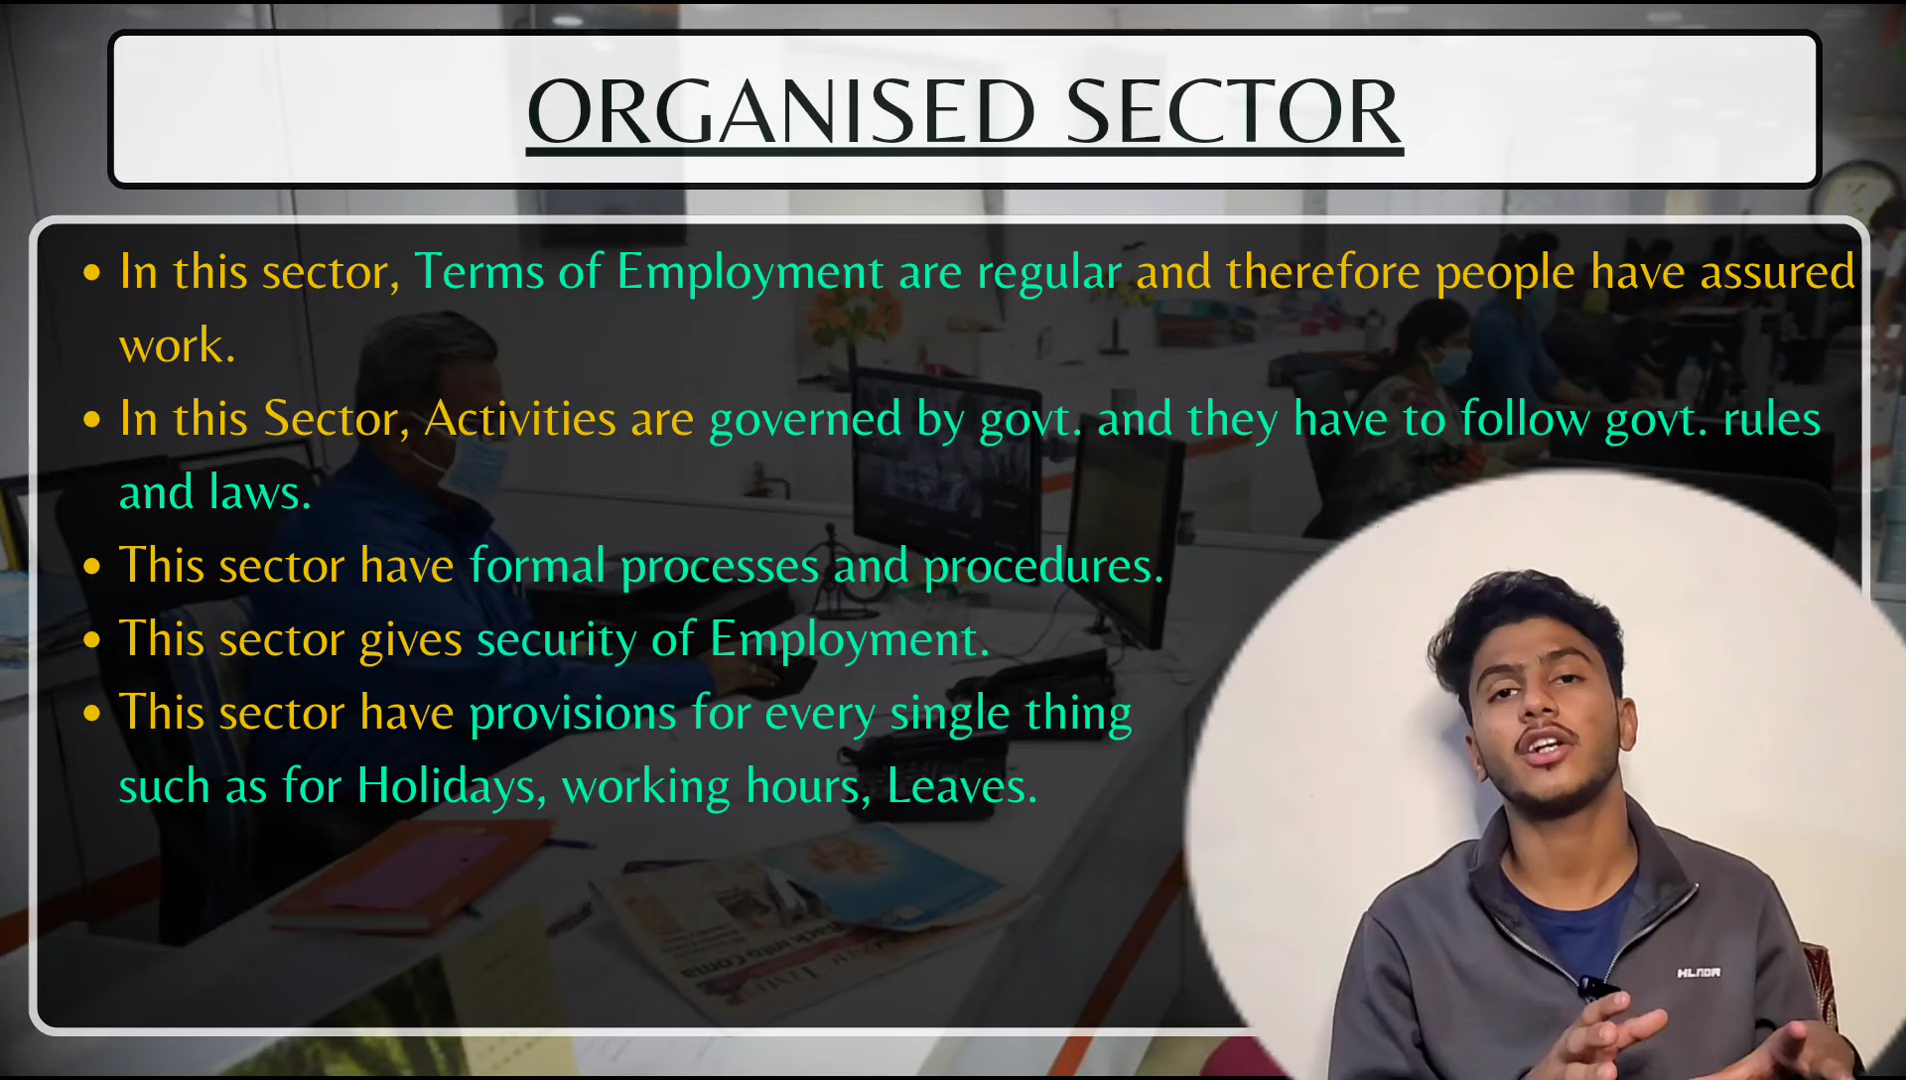 ORGANISED SECTOR
• In this sector, Terms of Employment are regular and therefore people have assured
work.
• In this Sector, Activities are governed by govt. and they have to follow govt. rules
and laws.
• This sector have formal processes and procedures.
• This sector gives security of Employment.
• This sector have provisions for every single thing
such as for Holidays, working hours, Leaves.
Back into Coma